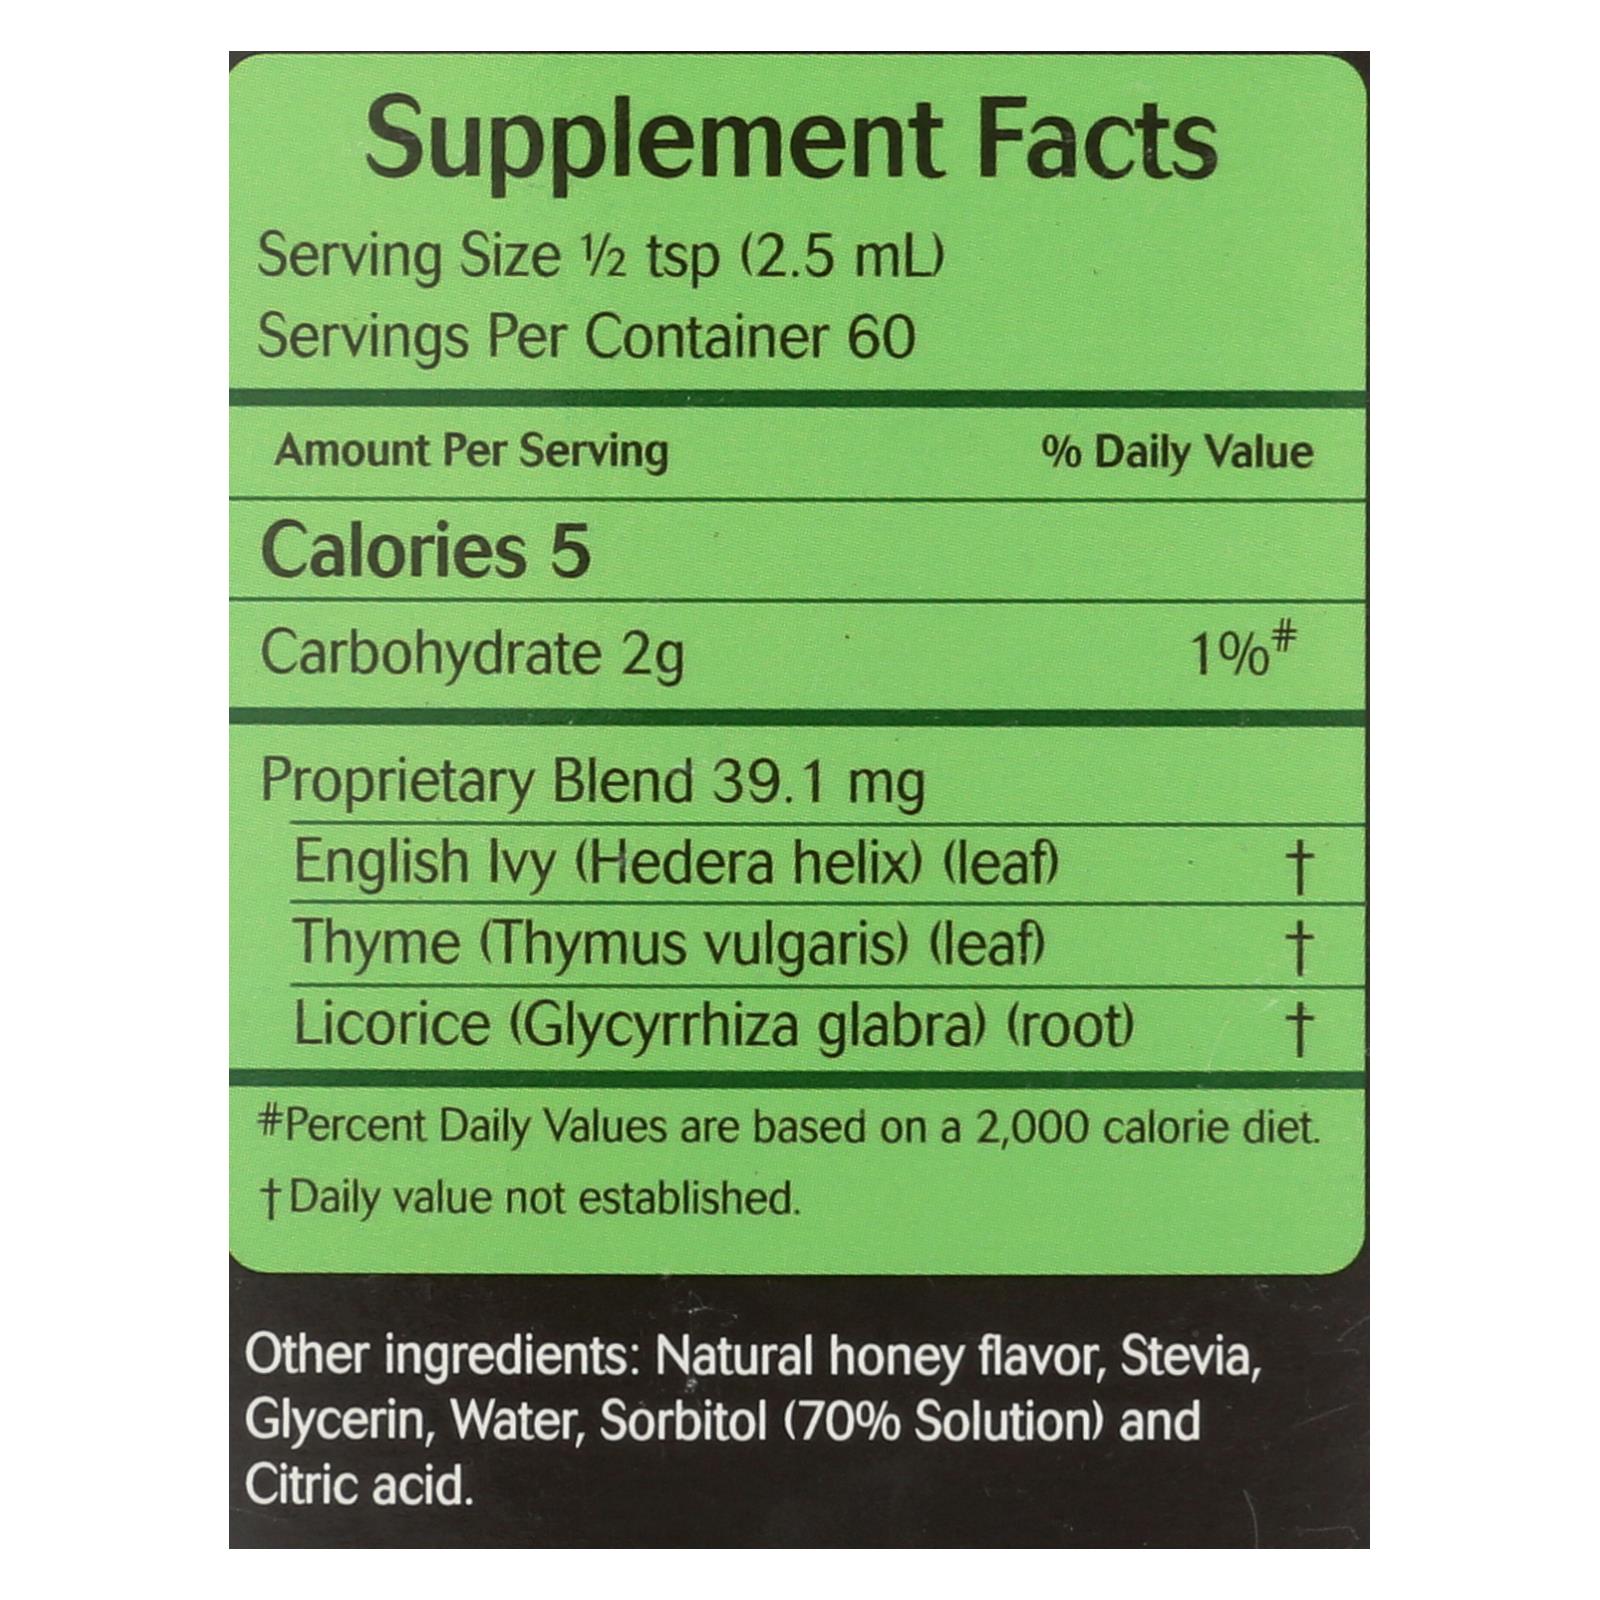 Supplement Facts
Serving Size ½ tsp (2.5 mL)
Servings Per Container 60
Amount Per Serving % Daily Value
Calories 5
Carbohydrate 2g 1%#
Proprietary Blend 39.1 mg
English Ivy (Hedera helix) (leaf) †
Thyme (Thymus vulgaris) (leaf) †
Licorice (Glycyrrhiza glabra) (root) †
#Percent Daily Values are based on a 2,000 calorie diet.
† Daily value not established.
Other ingredients: Natural honey flavor, Stevia,
Glycerin, Water, Sorbitol (70% Solution) and
Citric acid.